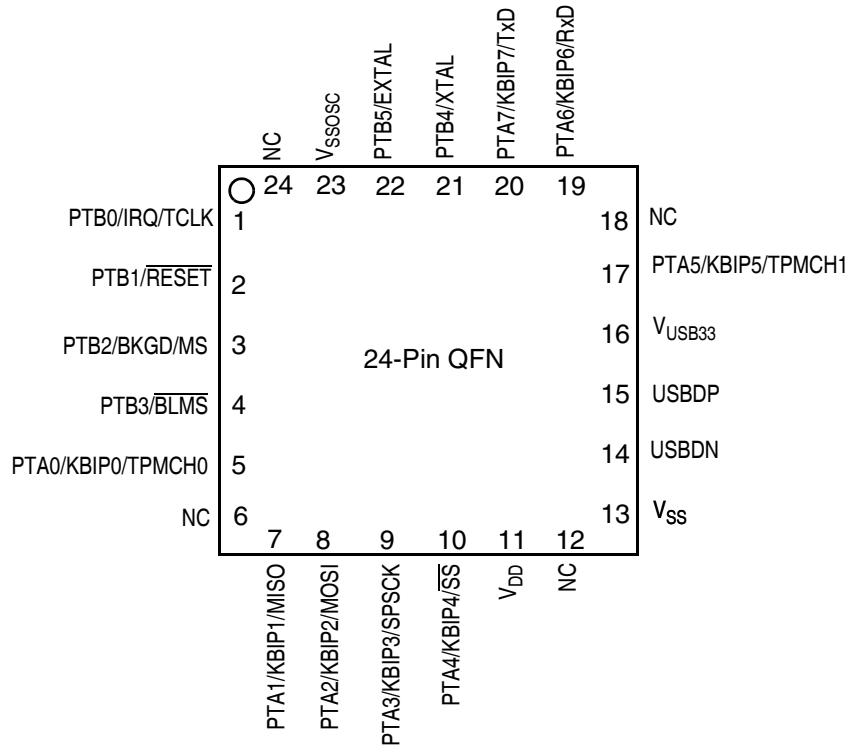 NC
VSSOSC
PTB5/EXTAL
PTB4/XTAL
PTA7/KBIP7/TxD
PTA6/KBIP6/RxD
24 23 22 21 20 19
PTB0/IRQ/TCLK 1
PTB1/RESET 2
PTB2/BKGD/MS 3
PTB3/BLMS 4
PTA0/KBIP0/TPMCH0 5
NC 6
24-Pin QFN
18 NC
17 PTA5/KBIP5/TPMCH1
16 VUSB33
15 USBDP
14 USBDN
13 VSS
7 8 9 10 11 12
PTA1/KBIP1/MISO
PTA2/KBIP2/MOSI
PTA3/KBIP3/SPSCK
PTA4/KBIP4/SS
VDD
NC